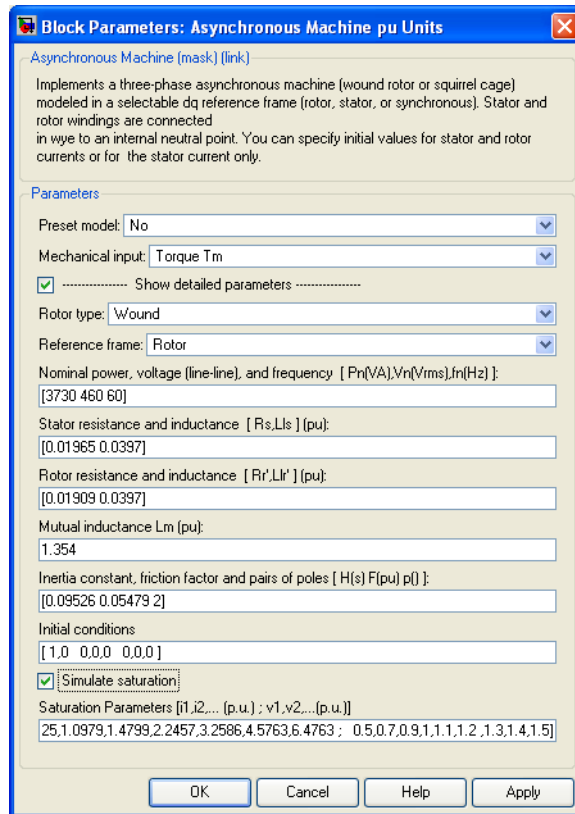 Block Parameters: Asynchronous Machine pu Units
Asynchronous Machine (mask) (link)
Implements a three-phase asynchronous machine (wound rotor or squirrel cage)
modeled in a selectable dq reference frame (rotor, stator, or synchronous). Stator and
rotor windings are connected
in wye to an internal neutral point. You can specify initial values for stator and rotor
currents or for the stator current only.
Parameters
Preset model: No
Mechanical input: Torque Tm
---------------- Show detailed parameters ----------------
Rotor type: Wound
Reference frame: Rotor
Nominal power, voltage (line-line), and frequency [ Pn(VA),Vn(Vrms),fn(Hz) ]:
[3730 460 60]
Stator resistance and inductance [ Rs,Lls ] (pu):
[0.01965 0.0397]
Rotor resistance and inductance [ Rr',Llr' ] (pu):
[0.01909 0.0397]
Mutual inductance Lm (pu):
1.354
Inertia constant, friction factor and pairs of poles [ H(s) F(pu) p() ]:
[0.09526 0.05479 2]
Initial conditions
[ 1,0 0,0,0 0,0,0 ]
Simulate saturation
Saturation Parameters [i1,i2,... (p.u.) ; v1,v2,...(p.u.)]
25,1.0979,1.4799,2.2457,3.2586,4.5763,6.4763 ; 0.5,0.7,0.9,1,1.1,1.2 ,1.3,1.4,1.5]
OK Cancel Help Apply